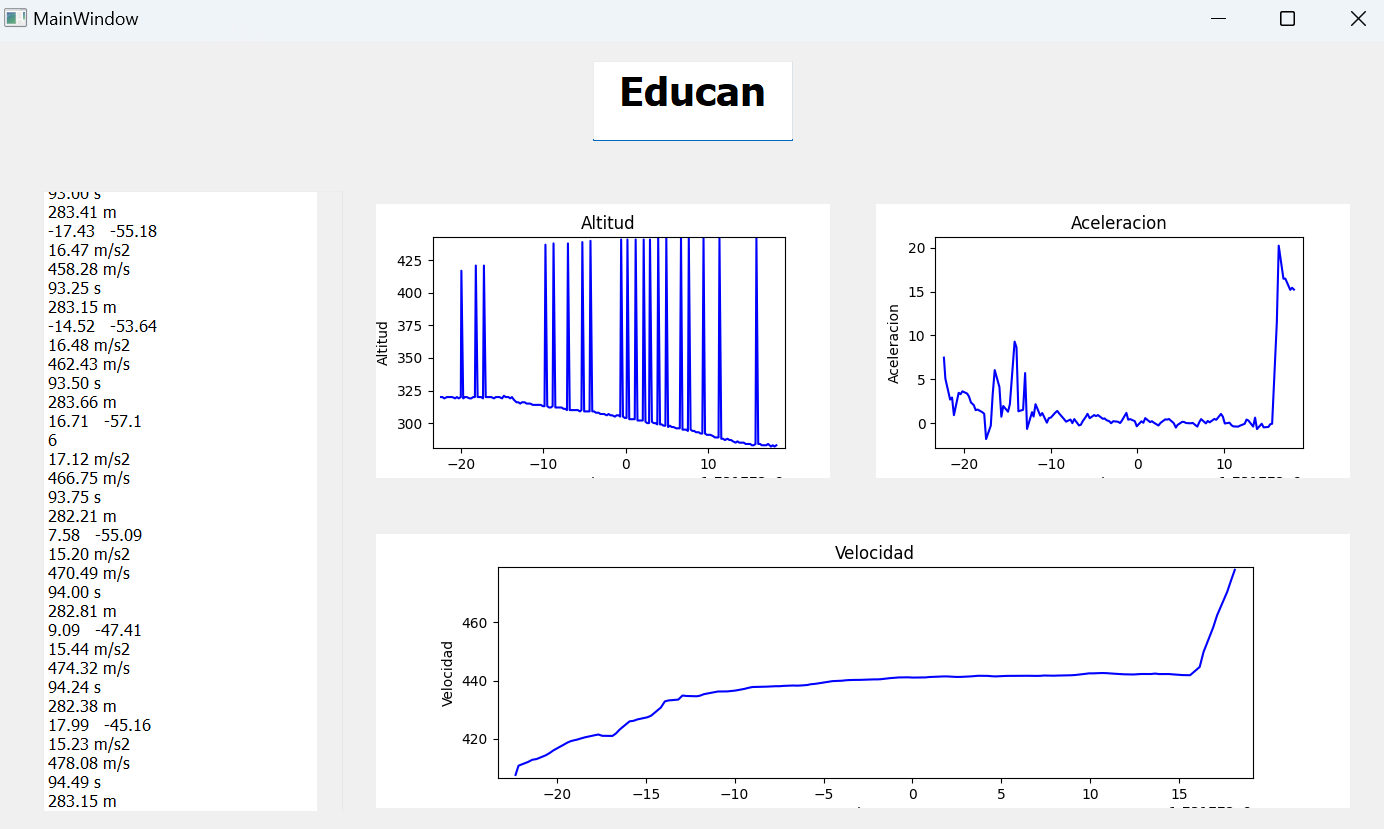 MainWindow
Educan
93.00 s
283.41 m
-17.43 -55.18
16.47 m/s2
458.28 m/s
93.25 s
283.15 m
-14.52 -53.64
16.48 m/s2
462.43 m/s
93.50 s
283.66 m
16.71 -57.1
6
17.12 m/s2
466.75 m/s
93.75 s
282.21 m
7.58 -55.09
15.20 m/s2
470.49 m/s
94.00 s
282.81 m
9.09 -47.41
15.44 m/s2
474.32 m/s
94.24 s
282.38 m
17.99 -45.16
15.23 m/s2
478.08 m/s
94.49 s
283.15 m
Altitud
Altitud
425
400
375
350
325
300
−20 −10 0 10
Aceleracion
Aceleracion
20
15
10
5
0
−20 −10 0 10
Velocidad
Velocidad
460
440
420
−20 −15 −10 −5 0 5 10 15